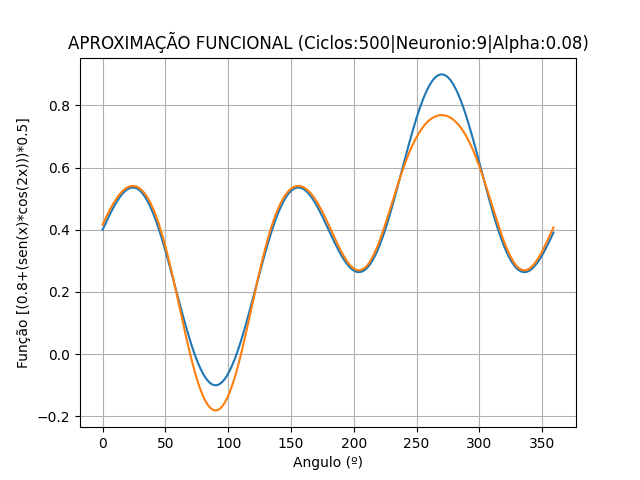 APROXIMAÇÃO FUNCIONAL (Ciclos:500|Neuronio:9|Alpha:0.08)
Função [(0.8+(sen(x)*cos(2x)))*0.5]
0.8
0.6
0.4
0.2
0.0
−0.2
0 50 100 150 200 250 300 350
Angulo (º)